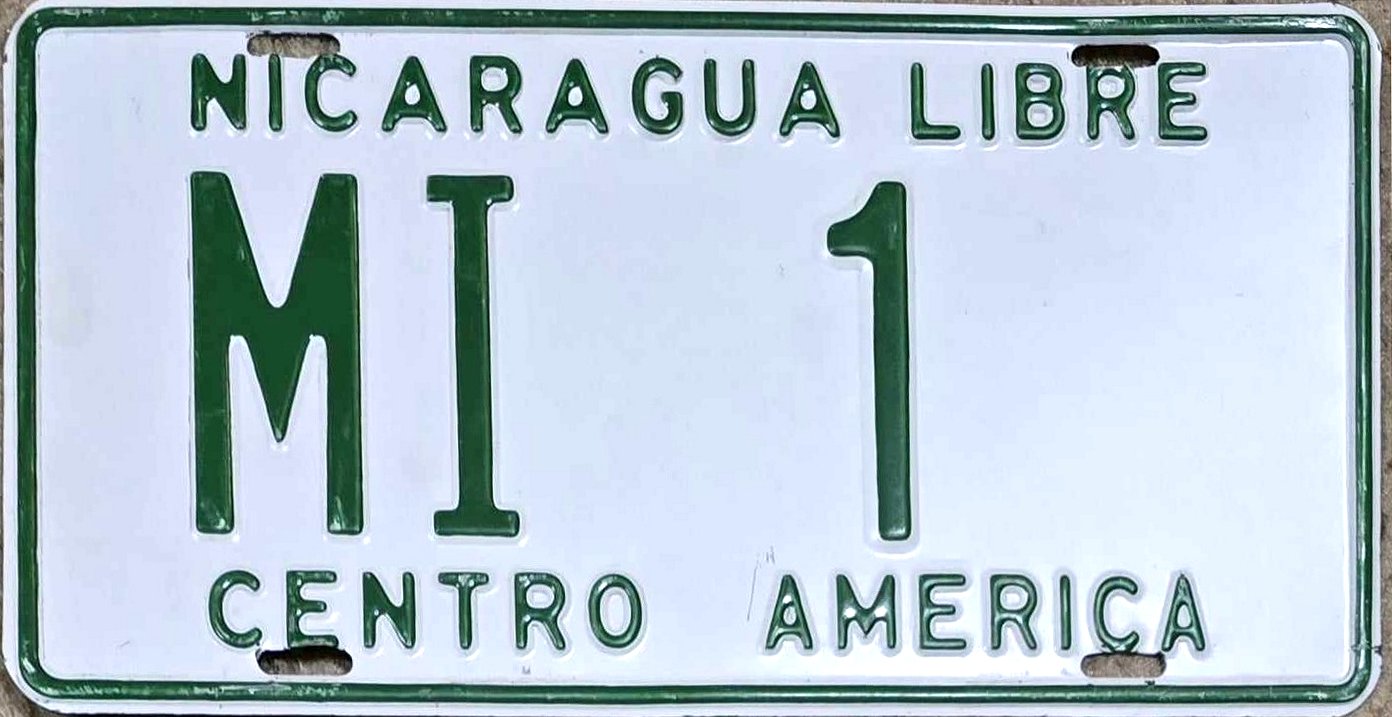 NICARAGUA LIBRE
MI 1
CENTRO AMERICA